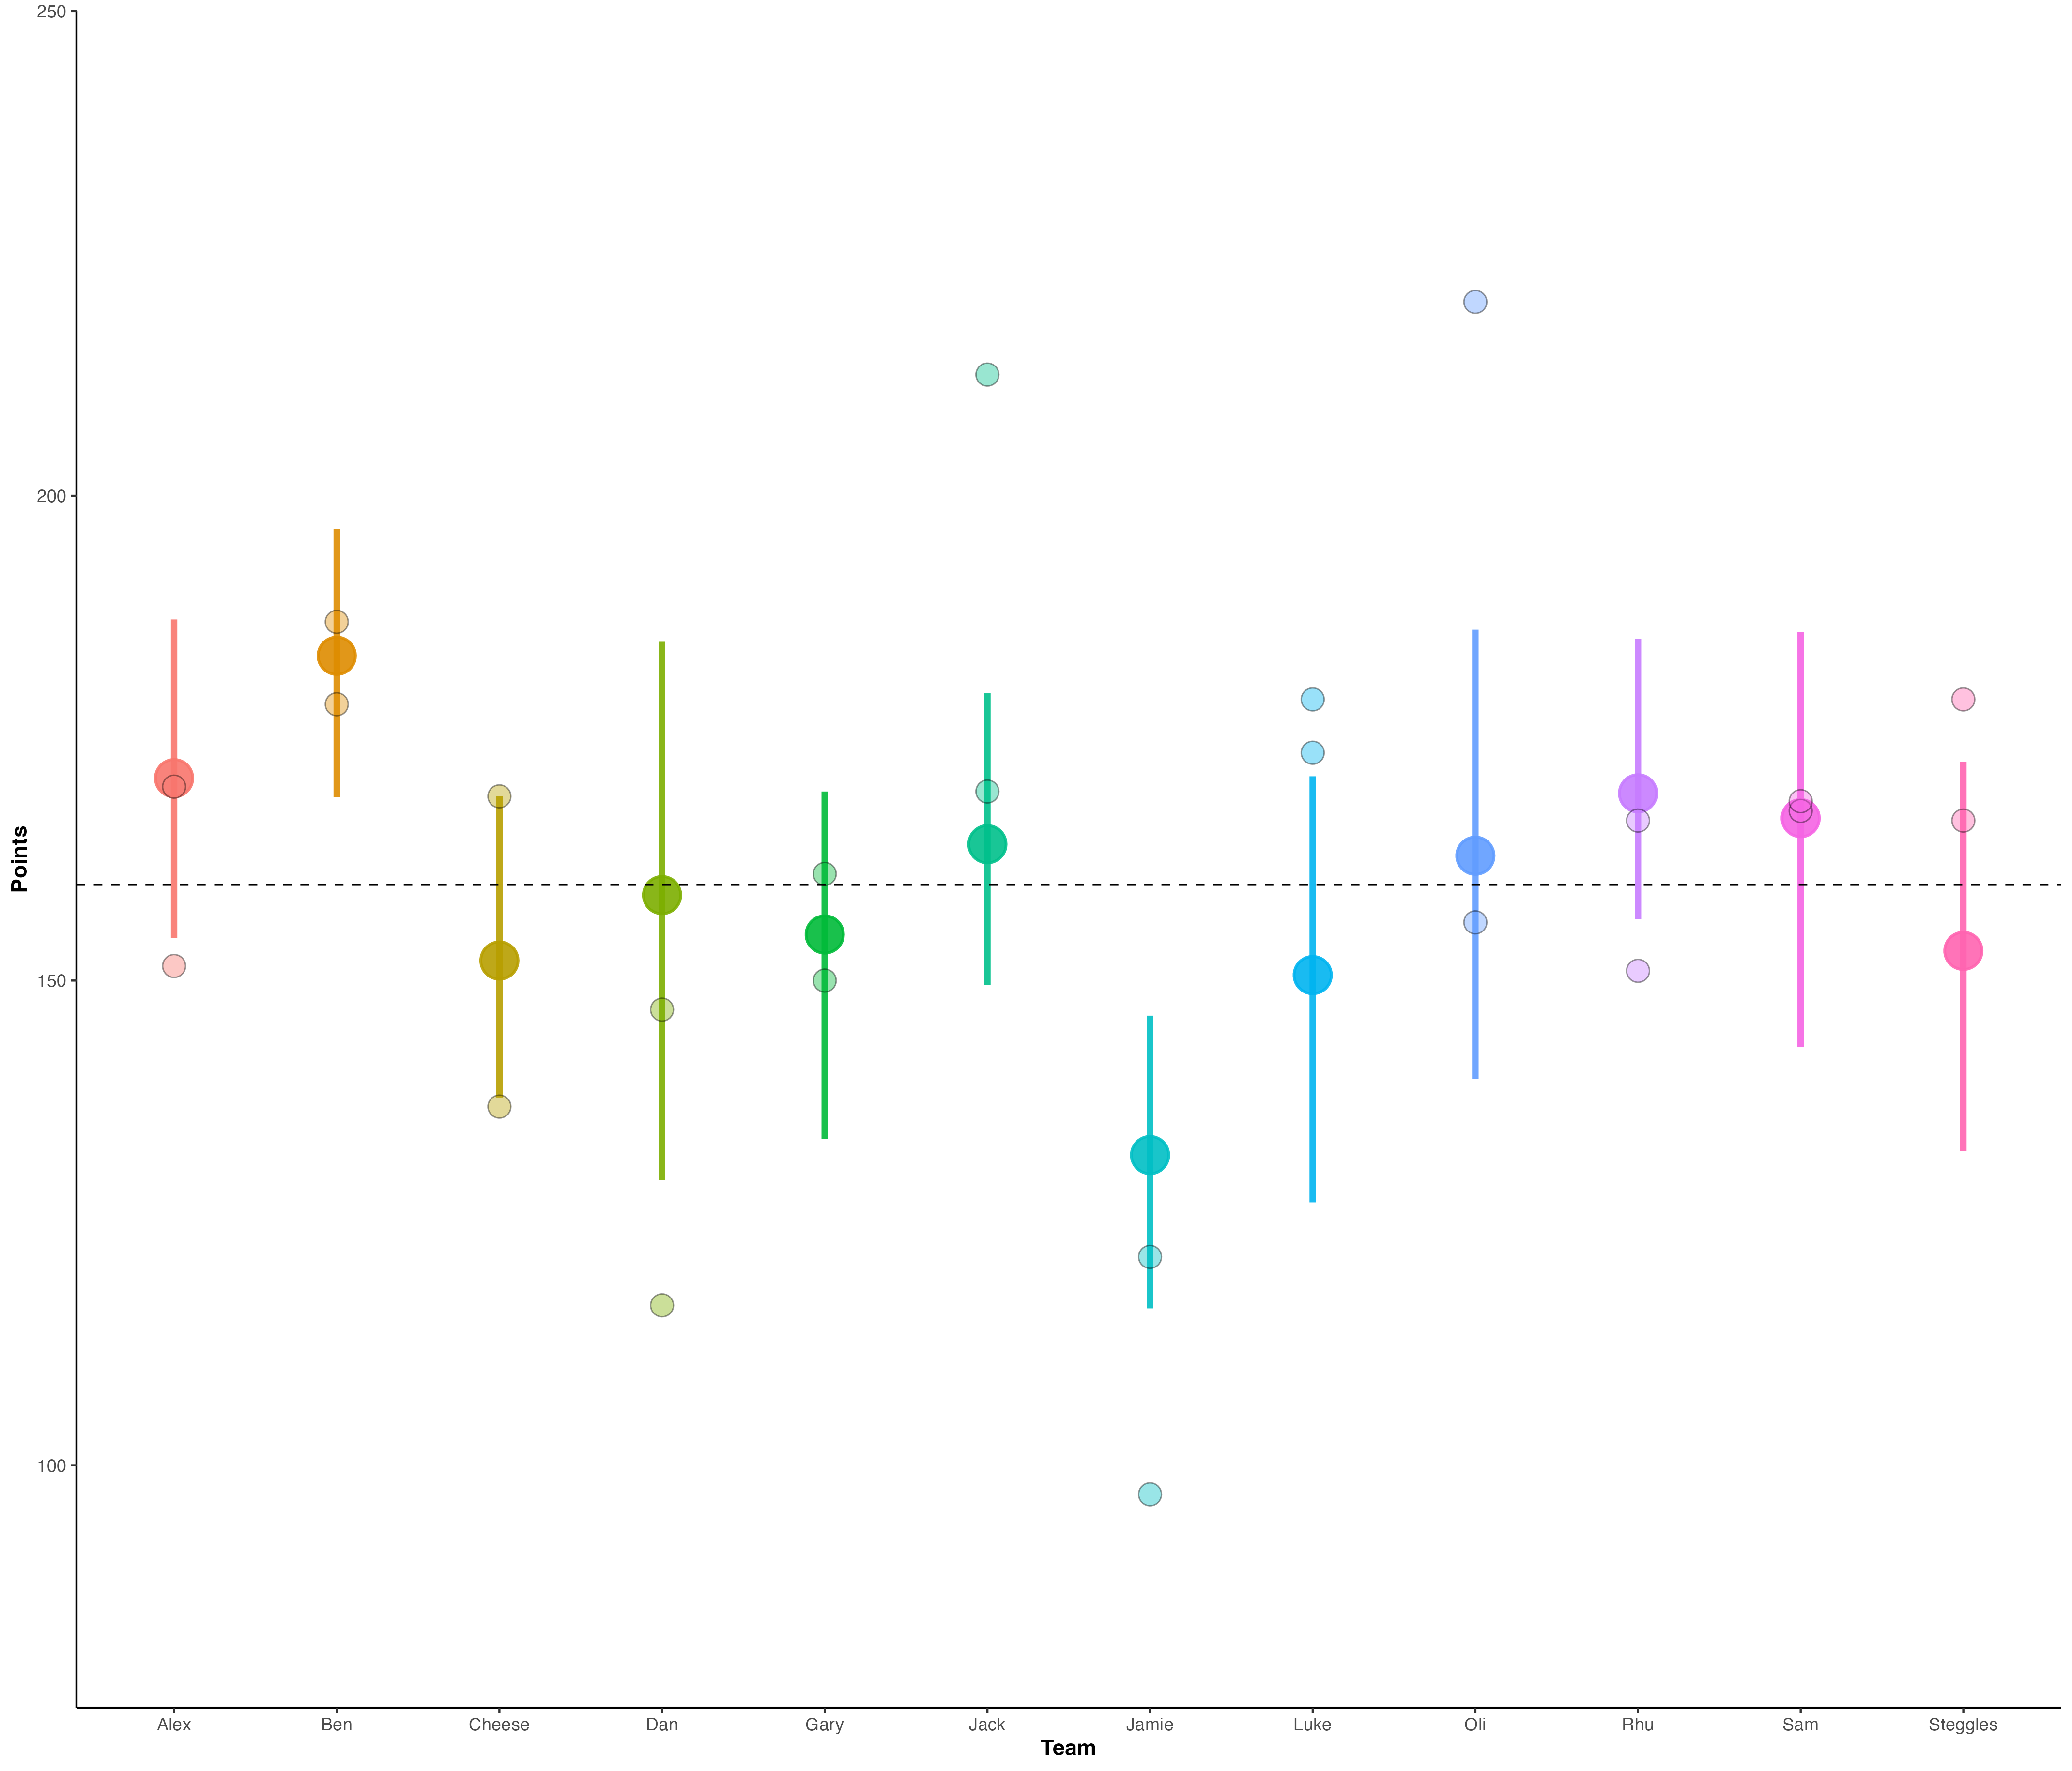 250
200
150
100
Points
Alex Ben Cheese Dan Gary Jack Jamie Luke Oli Rhu Sam Steggles
Team